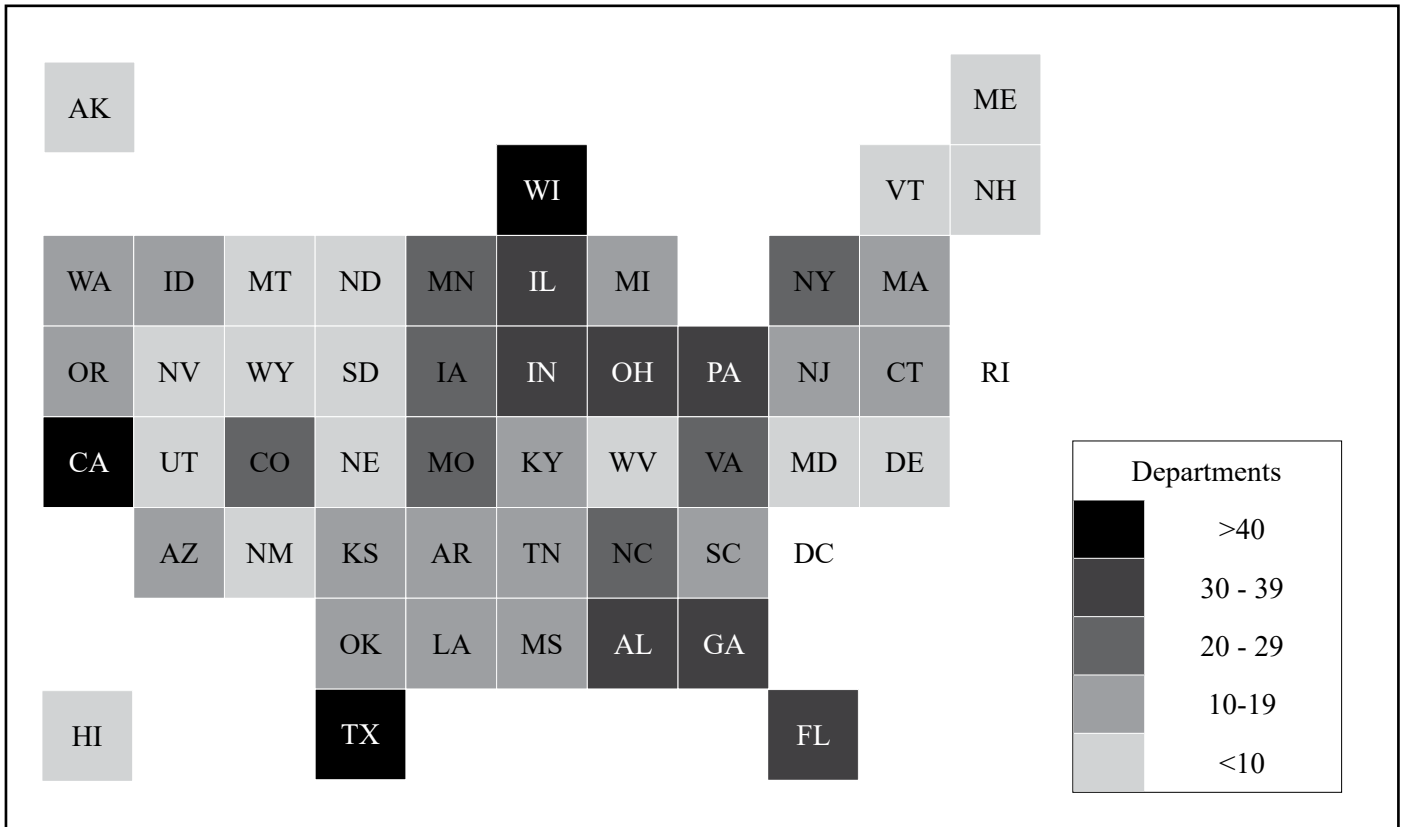 AK ME
WI VT NH
WA ID MT ND MN IL MI NY MA
OR NV WY SD IA IN OH PA NJ CT RI
CA UT CO NE MO KY WV VA MD DE
AZ NM KS AR TN NC SC DC
OK LA MS AL GA
HI TX FL
Departments
>40
30 - 39
20 - 29
10-19
<10